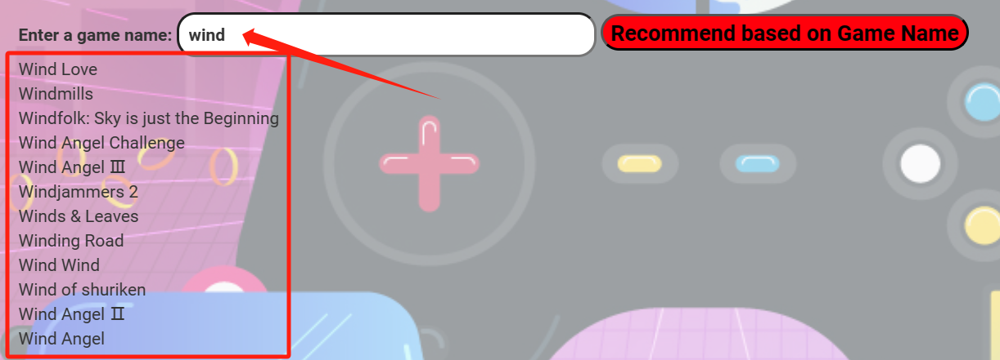 Enter a game name: wind Recommend based on Game Name
Wind Love
Windmills
Windfolk: Sky is just the Beginning
Wind Angel Challenge
Wind Angel Ⅲ
Windjammers 2
Winds & Leaves
Winding Road
Wind Wind
Wind of shuriken
Wind Angel Ⅱ
Wind Angel